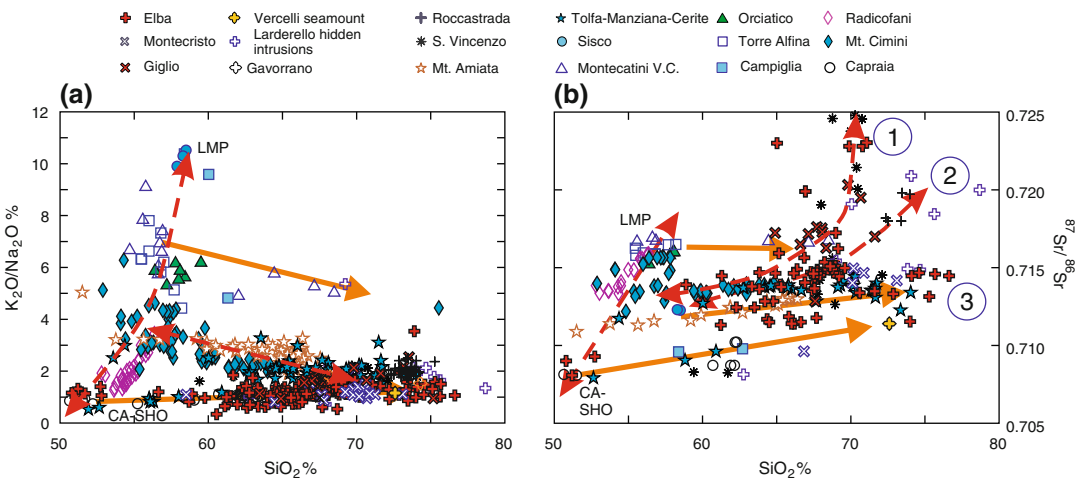 Elba
Vercelli seamount
Roccastrada
Tolfa-Manziana-Cerite
Orciatico
Radicofani
Montecristo
Larderello hidden
intrusions
S. Vincenzo
Sisco
Torre Alfina
Mt. Cimini
Giglio
Gavorrano
Mt. Amiata
Montecatini V.C.
Campiglia
Capraia
(a)
K2O/Na2O %
12
10
8
6
4
2
0
LMP
CA-SHO
50
60
70
80
SiO2 %
(b)
LMP
CA-
SHO
1
2
3
0.725
0.720
0.715
0.710
0.705
87Sr/86Sr
50
60
70
80
SiO2 %